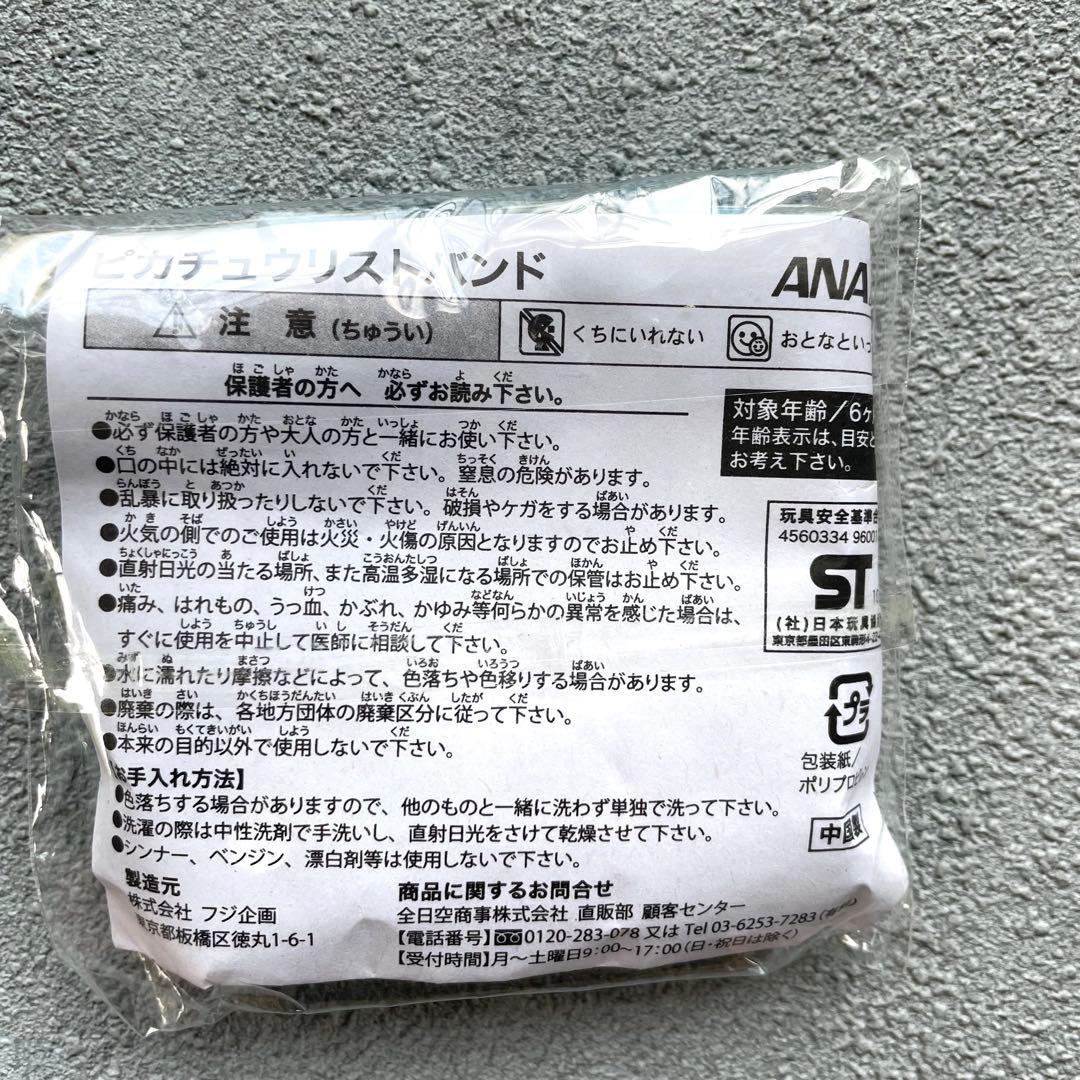 ピカチュウリストバンド
ANA
注 意 (ちゅうい)
くちにいれない
おとなといっ
保護者の方へ 必ずお読み下さい。
●必ず保護者の方や大人の方と一緒にお使い下さい。
●口の中には絶対に入れないで下さい。窒息の危険があります。
●乱暴に取り扱ったりしないで下さい。破損やケガをする場合があります。
●火気の側でのご使用は火災・火傷の原因となりますのでお止め下さい。
●直射日光の当たる場所、また高温多湿になる場所での保管はお止め下さい。
●痛み、はれもの、うっ血、かぶれ、かゆみ等何らかの異常を感じた場合は、
すぐに使用を中止して医師に相談して下さい。
●水に濡れたり摩擦などによって、色落ちや色移りする場合があります。
●廃棄の際は、各地方団体の廃棄区分に従って下さい。
●本来の目的以外で使用しないで下さい。
【お手入れ方法】
●色落ちする場合がありますので、他のものと一緒に洗わず単独で洗って下さい。
●洗濯の際は中性洗剤で手洗いし、直射日光をさけて乾燥させて下さい。
●シンナー、ベンジン、漂白剤等は使用しないで下さい。
製造元
株式会社 フジ企画
東京都板橋区徳丸1-6-1
商品に関するお問合せ
全日空商事株式会社 直販部 顧客センター
【電話番号】0120-283-078 又は Tel 03-6253-7283
【受付時間】月～土曜日9:00～17:00(日・祝日は除く)
対象年齢/6ヶ
年齢表示は、目安と
お考え下さい。
玩具安全基準合
4560334 9600
ST
(社)日本玩具協
東京都墨田区東駒形4-22
プラ
包装紙/
ポリプロピレン
中国製